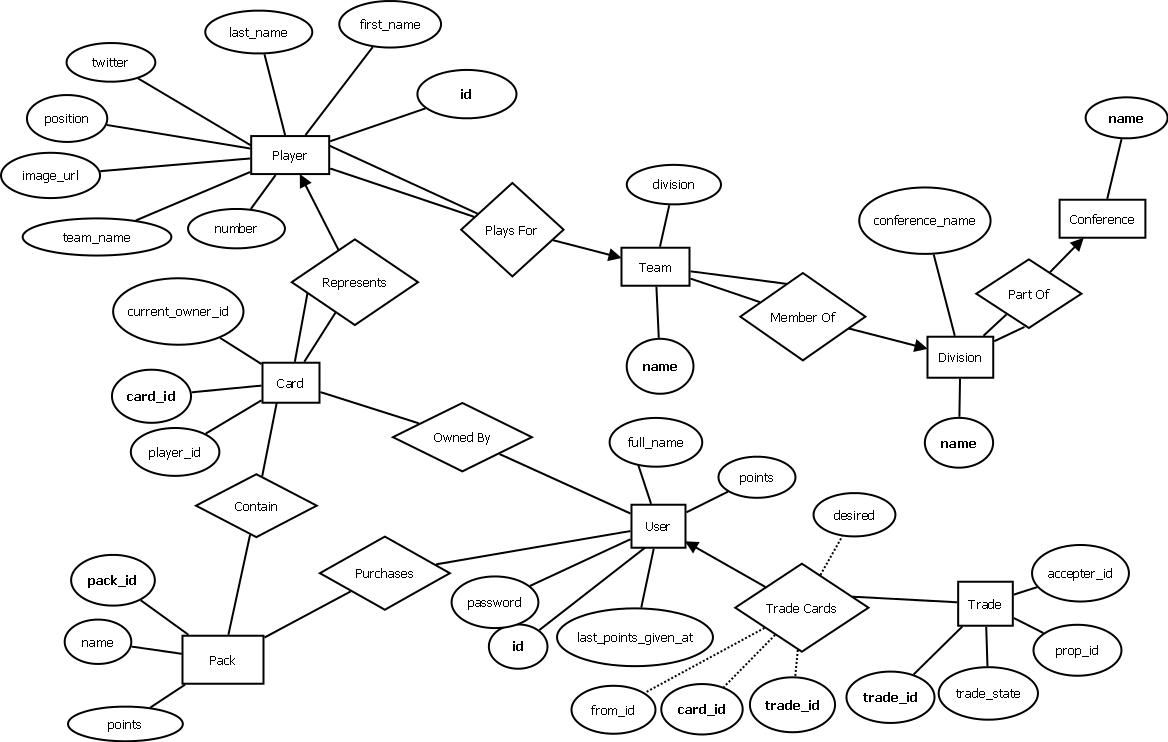 first_name
last_name
twitter
id
position
name
Player
image_url
division
number
team_name
conference_name
Conference
Plays For
Team
Represents
Part Of
current_owner_id
Member Of
Division
name
Card
card_id
Owned By
full_name
name
player_id
points
Contain
desired
User
Purchases
accepter_id
pack_id
password
Trade Cards
Trade
name
id
last_points_given_at
prop_id
Pack
trade_state
trade_id
from_id
card_id
trade_id
points